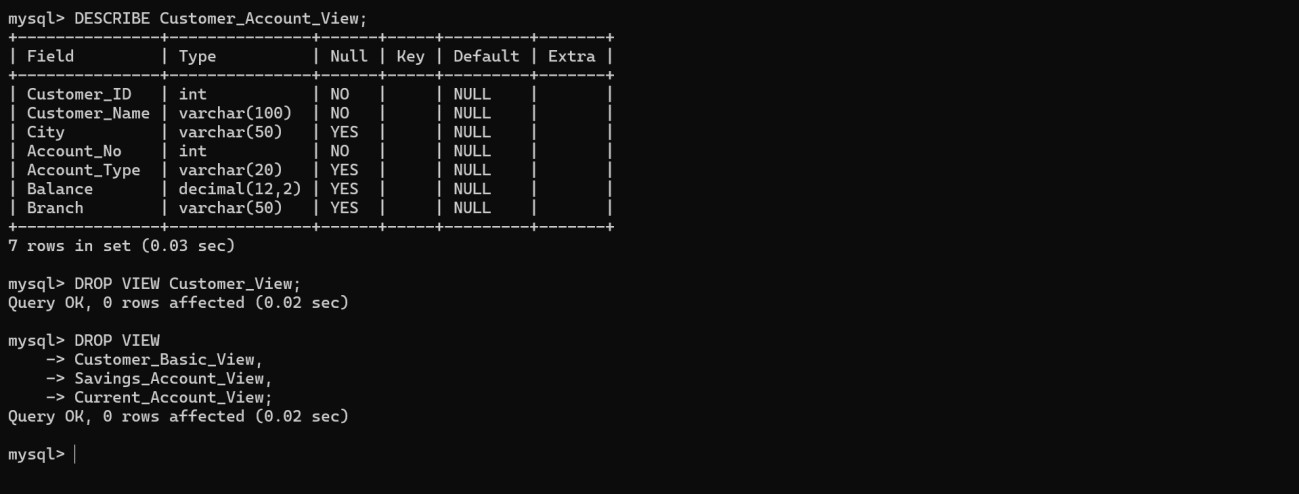 mysql> DESCRIBE Customer_Account_View;
+---------------+---------------+------+-----+---------+-------+
| Field         | Type          | Null | Key | Default | Extra |
+---------------+---------------+------+-----+---------+-------+
| Customer_ID   | int           | NO   |     | NULL    |       |
| Customer_Name | varchar(100)  | NO   |     | NULL    |       |
| City          | varchar(50)   | YES  |     | NULL    |       |
| Account_No    | int           | NO   |     | NULL    |       |
| Account_Type  | varchar(20)   | YES  |     | NULL    |       |
| Balance       | decimal(12,2) | YES  |     | NULL    |       |
| Branch        | varchar(50)   | YES  |     | NULL    |       |
+---------------+---------------+------+-----+---------+-------+
7 rows in set (0.03 sec)
mysql> DROP VIEW Customer_View;
Query OK, 0 rows affected (0.02 sec)
mysql> DROP VIEW
    -> Customer_Basic_View,
    -> Savings_Account_View,
    -> Current_Account_View;
Query OK, 0 rows affected (0.02 sec)
mysql>